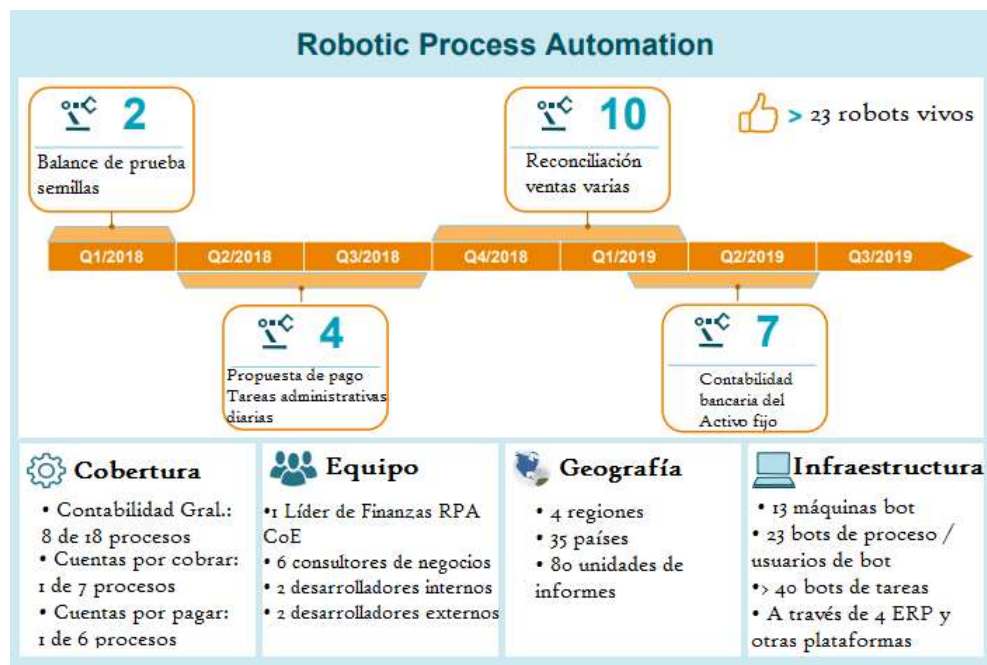 Robotic Process Automation
2
Balance de prueba
semillas
10
Reconciliación
ventas varias
> 23 robots vivos
Q1/2018
Q2/2018
Q3/2018
Q4/2018
Q1/2019
Q2/2019
Q3/2019
4
Propuesta de pago
Tareas administrativas
diarias
7
Contabilidad
bancaria del
Activo fijo
Cobertura
• Contabilidad Gral.:
8 de 18 procesos
• Cuentas por cobrar:
1 de 7 procesos
• Cuentas por pagar:
1 de 6 procesos
Equipo
•1 Líder de Finanzas RPA
CoE
• 6 consultores de negocios
• 2 desarrolladores internos
• 2 desarrolladores externos
Geografía
• 4 regiones
• 35 países
• 80 unidades de
informes
Infraestructura
• 13 máquinas bot
• 23 bots de proceso /
usuarios de bot
•> 40 bots de tareas
• A través de 4 ERP y
otras plataformas